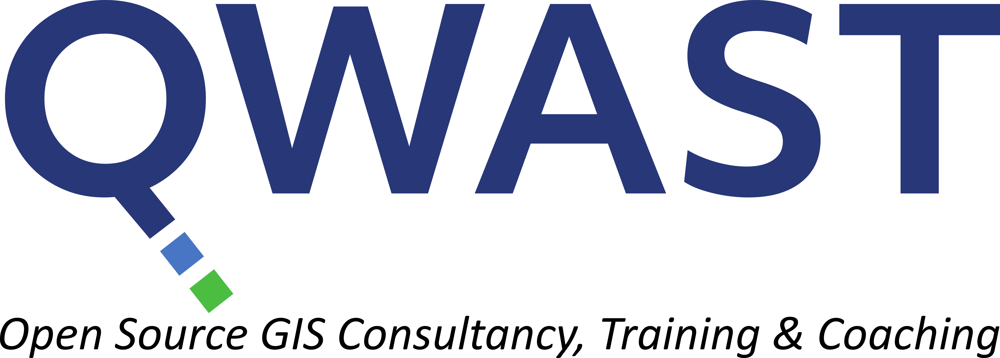 QWAST
Open Source GIS Consultancy, Training & Coaching